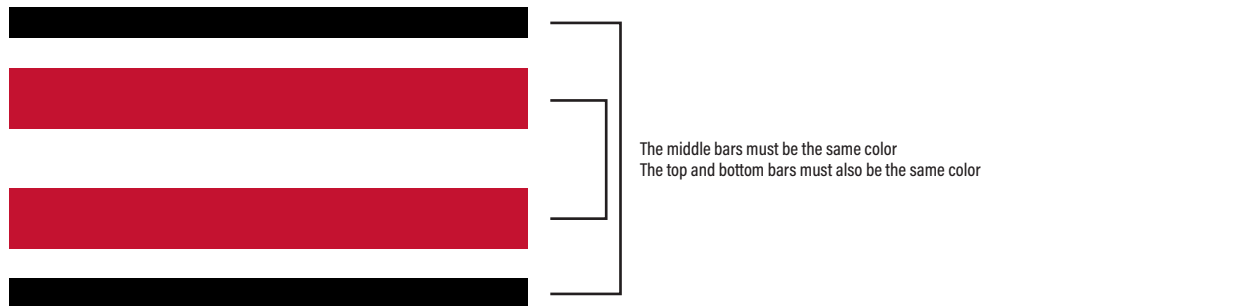 The middle bars must be the same color
The top and bottom bars must also be the same color